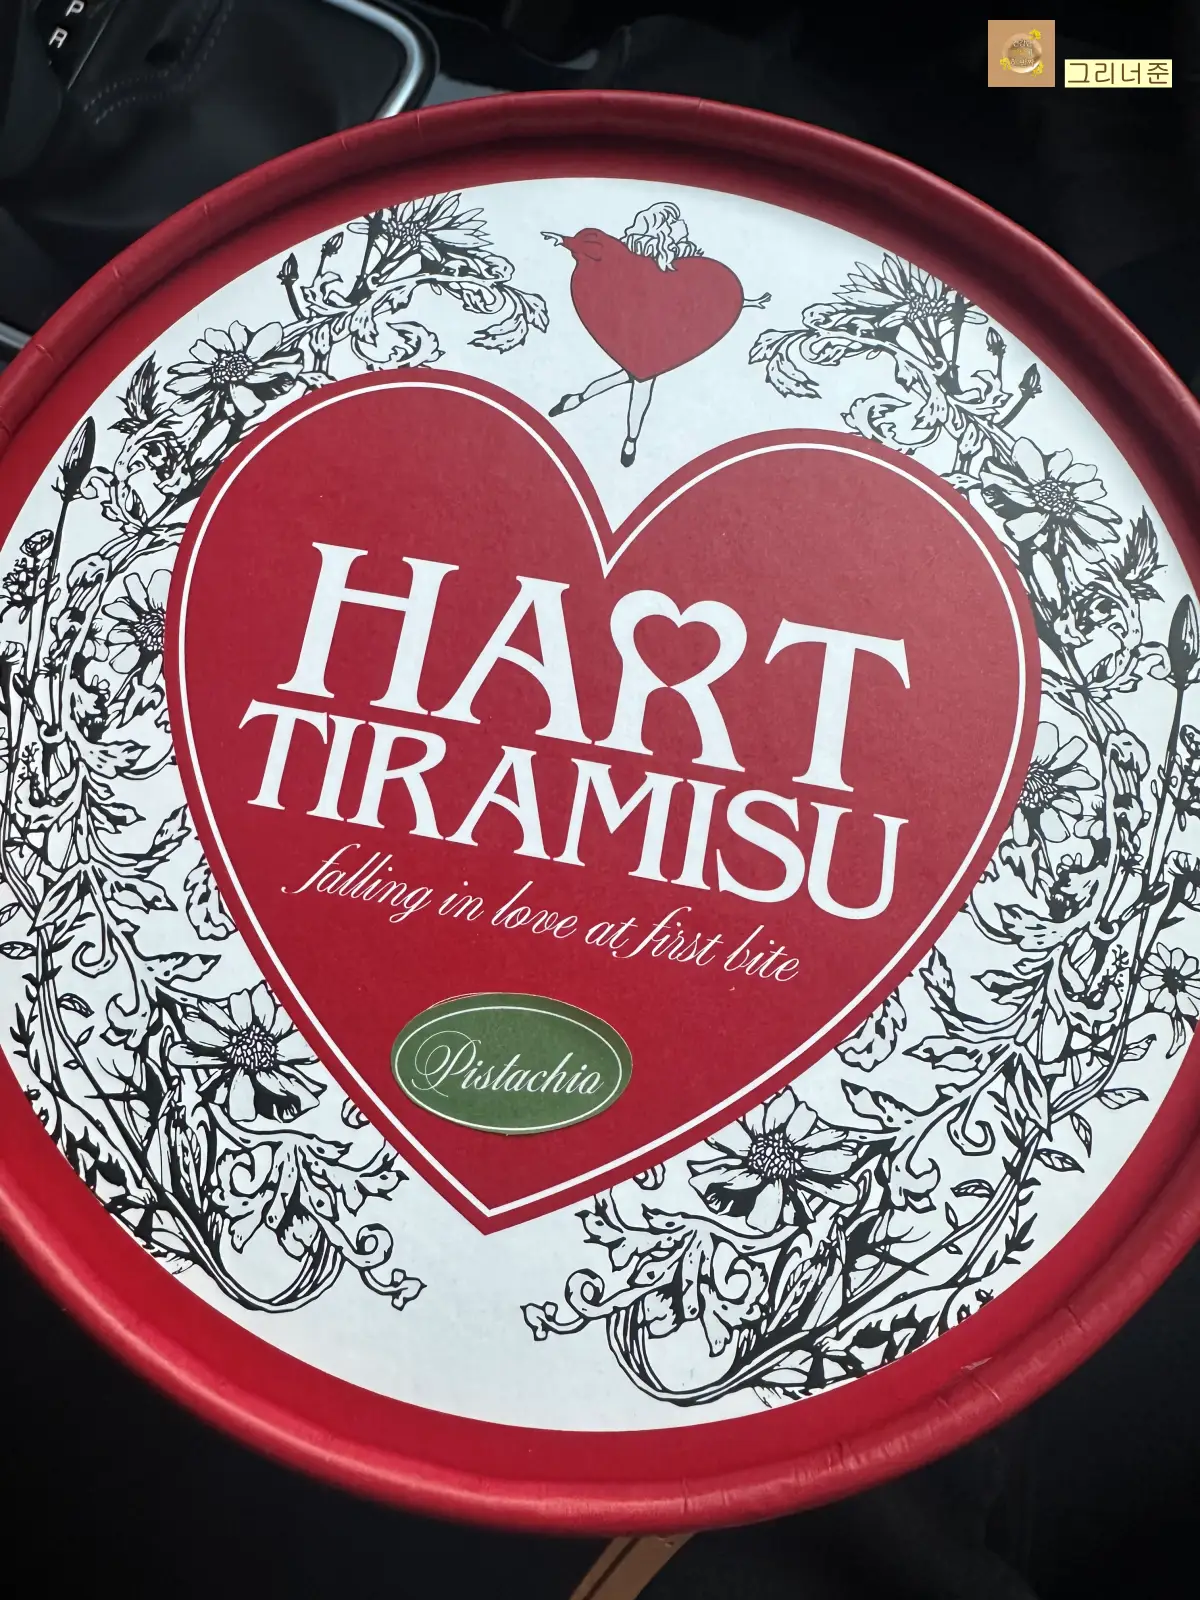 P
R
그리너준
HART
TIRAMISU
falling in love at first bite
Pistachio